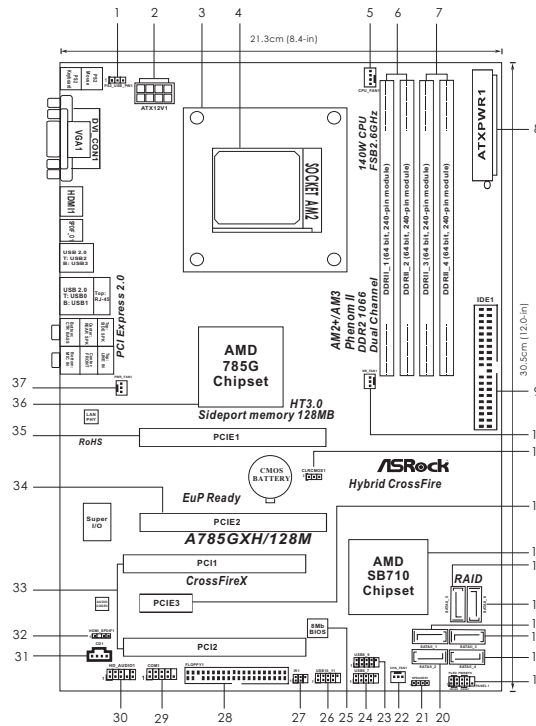 1 2 3 4 5 6 7
21.3cm (8.4-in)
PS2 Mouse
PS2 Keyboard
PS2_USB_PW1
ATX12V1
CPU_FAN1
ATXPWR1
8
DVI_CON1
VGA1
SOCKET AM2
140W CPU
FSB2.6GHz
DDRII_1 (64 bit, 240-pin module)
DDRII_2 (64 bit, 240-pin module)
DDRII_3 (64 bit, 240-pin module)
DDRII_4 (64 bit, 240-pin module)
HDMI1
USB 2.0
T: USB2
B: USB3
USB 2.0
T: USB0
B: USB1
Top:
RJ-45
PCI Express 2.0
AM2+/AM3
Phenom II
DDR2 1066
Dual Channel
IDE1
30.5cm (12.0-in)
9
AMD
785G
Chipset
37
PWR_FAN1
36
HT3.0
Sideport memory 128MB
LAN
PHY
35
RoHS
PCIE1
CMOS
BATTERY
CLRCMOS1
ASRock
Hybrid CrossFire
34
EuP Ready
Super
I/O
PCIE2
A785GXH/128M
PCI1
CrossFireX
33
PCIE3
AMD
SB710
Chipset
RAID
8Mb
BIOS
32
HDMI_SPDIF1
31
CD1
PCI2
HD_AUDIO1
COM1
FLOPPY1
IR1
30 29 28 27 26 25 24 23 22 21 20